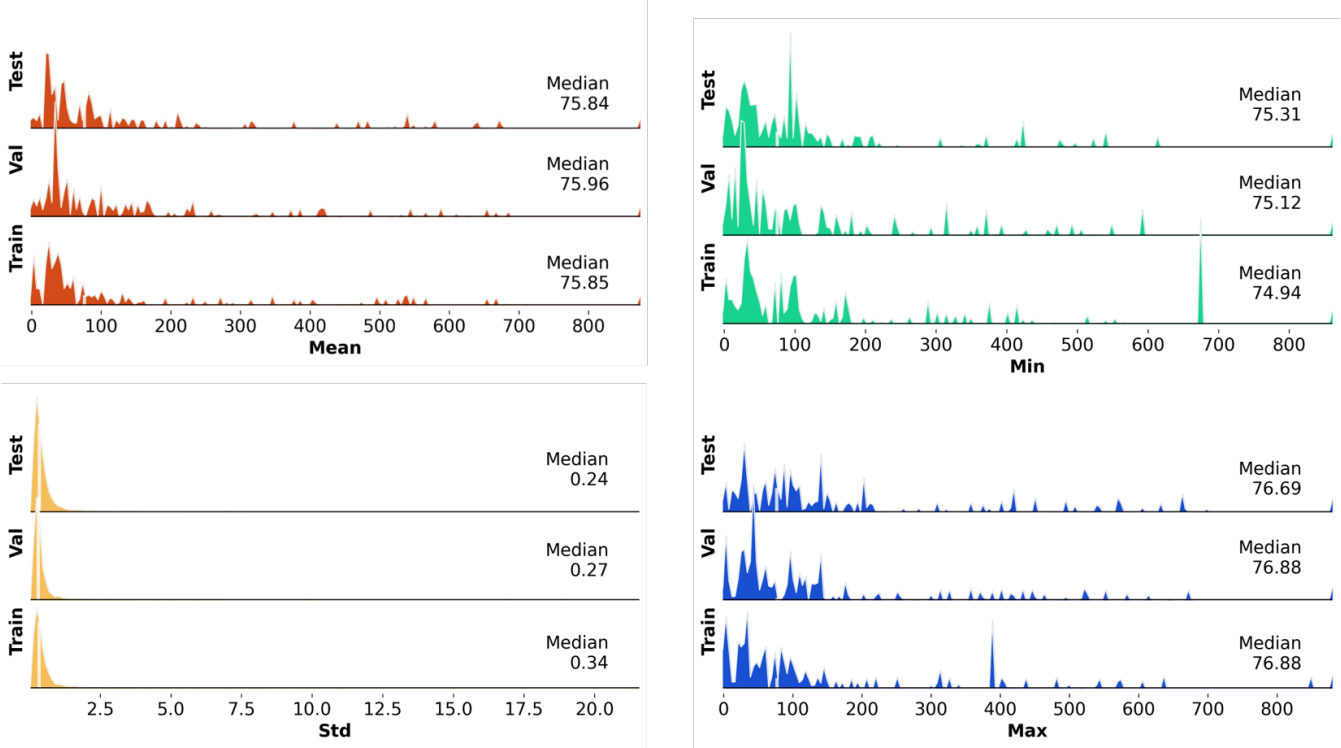 Test
Median
75.84
Val
Median
75.96
Train
Median
75.85
0 100 200 300 400 500 600 700 800
Mean
Test
Median
75.31
Val
Median
75.12
Train
Median
74.94
0 100 200 300 400 500 600 700 800
Min
Test
Median
0.24
Val
Median
0.27
Train
Median
0.34
2.5 5.0 7.5 10.0 12.5 15.0 17.5 20.0
Std
Test
Median
76.69
Val
Median
76.88
Train
Median
76.88
0 100 200 300 400 500 600 700 800
Max